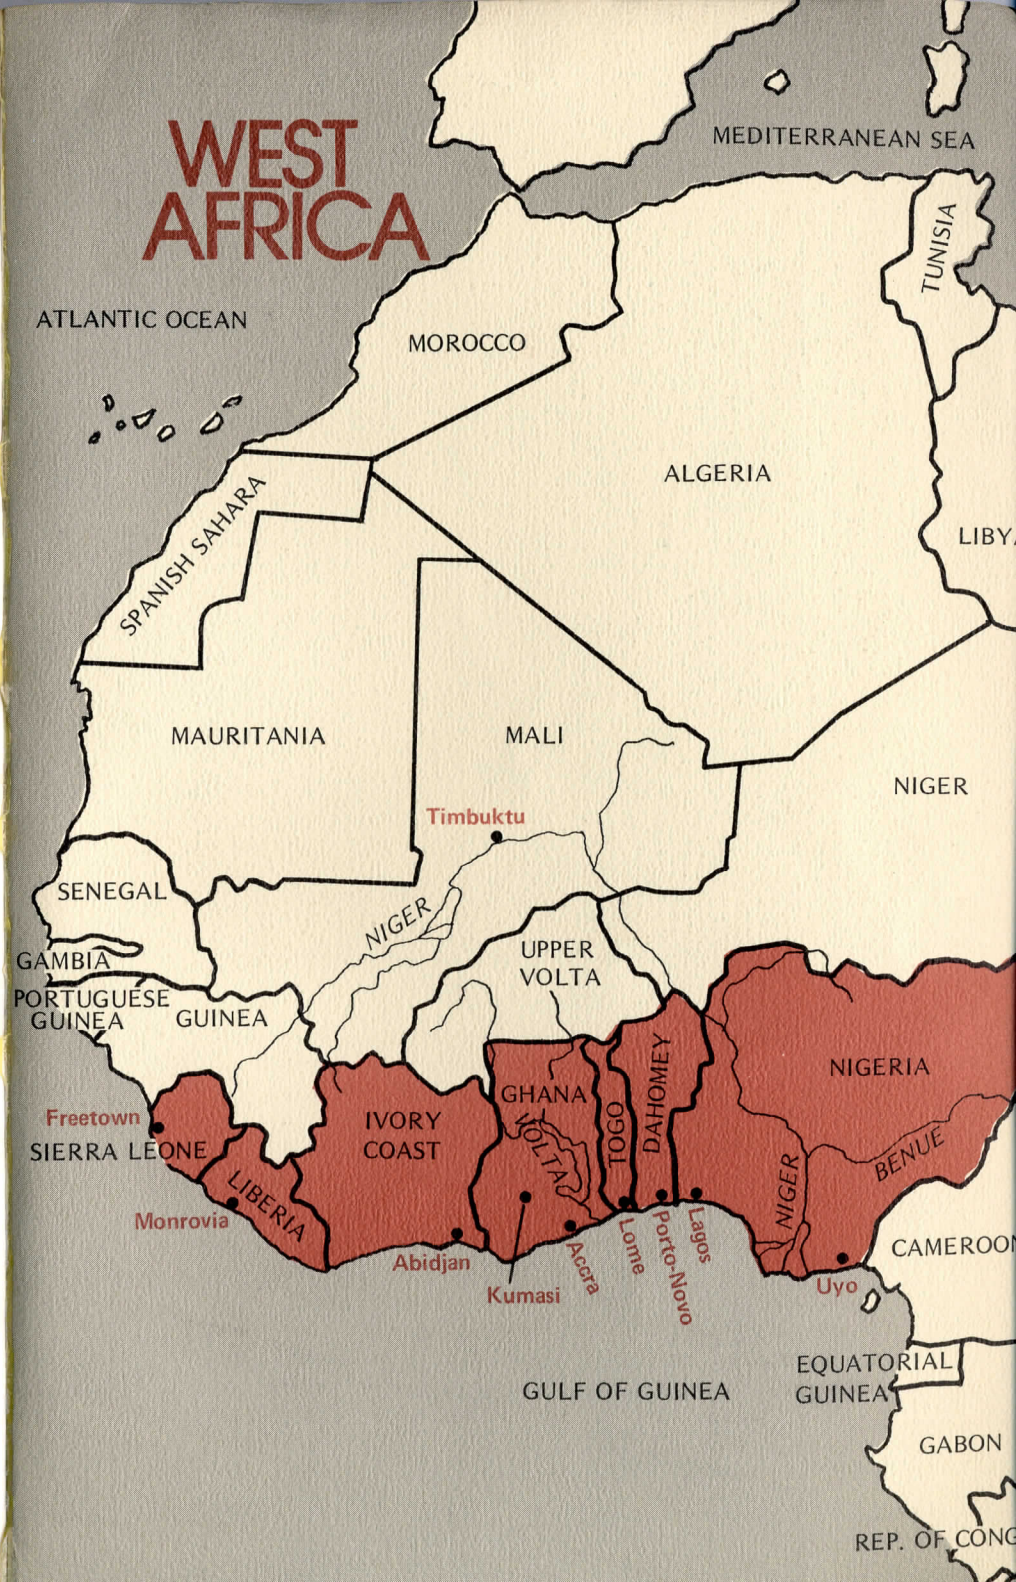 WEST
AFRICA
MEDITERRANEAN SEA
TUNISIA
ATLANTIC OCEAN
MOROCCO
ALGERIA
LIBY
SPANISH SAHARA
MAURITANIA
MALI
NIGER
Timbuktu
SENEGAL
NIGER
GAMBIA
UPPER
VOLTA
PORTUGUESE
GUINEA
GUINEA
NIGERIA
GHANA
DAHOMEY
TOGO
IVORY
COAST
VOLTA
Freetown
SIERRA LEONE
BENUE
NIGER
LIBERIA
Monrovia
Abidjan
Kumasi
Accra
Lome
Porto-Novo
Lagos
Uyo
CAMEROON
EQUATORIAL
GUINEA
GULF OF GUINEA
GABON
REP. OF CONG